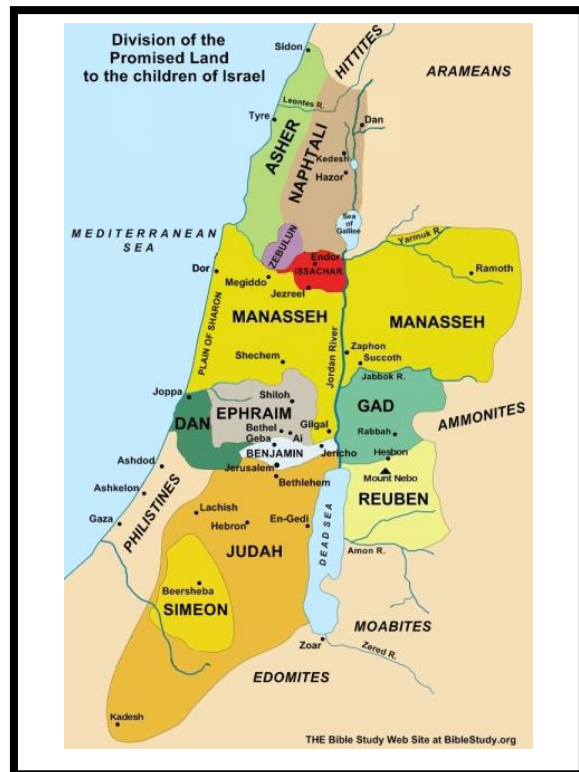 Division of the
Promised Land
to the children of Israel
Sidon
HITTITES
ARAMEANS
Leontes R.
Tyre
Dan
ASHER
NAPHTALI
Kadesh
Hazor
Sea
of
Galilee
MEDITERRANEAN
SEA
ZEBULUN
Yarmuk R.
Endor
ISSACHAR
Dor
Ramoth
Megiddo
Jezreel
PLAIN OF SHARON
MANASSEH
MANASSEH
Jordan River
Zaphon
Shechem
Succoth
Jabbok R.
Joppa
Shiloh
GAD
DAN
EPHRAIM
AMMONITES
Bethel
Gilgal
Rabbah
Geba
Ai
BENJAMIN
Jericho
Hesbon
Ashdod
Jerusalem
Mount Nebo
Bethlehem
REUBEN
Ashkelon
PHILISTINES
Lachish
En-Gedi
Gaza
Hebron
DEAD SEA
JUDAH
Amon R.
Beersheba
SIMEON
MOABITES
Zoar
Zered R.
EDOMITES
Kadesh
THE Bible Study Web Site at BibleStudy.org